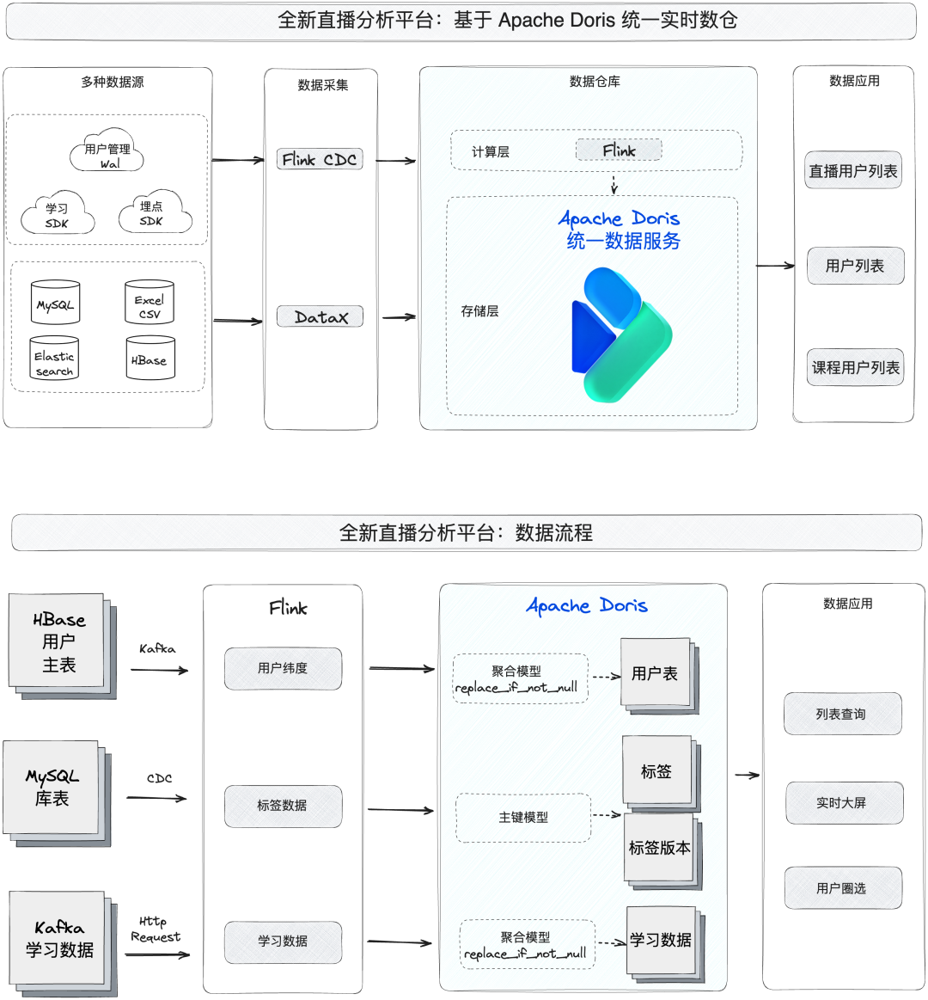 全新直播分析平台：基于 Apache Doris 统一实时数仓
多种数据源
用户管理
Wal
学习
SDK
埋点
SDK
MySQL
Excel
CSV
Elastic
search
HBase
数据采集
Flink CDC
DataX
数据仓库
计算层
Flink
Apache Doris
统一数据服务
存储层
数据应用
直播用户列表
用户列表
课程用户列表
全新直播分析平台：数据流程
HBase
用户
主表
Kafka
MySQL
库表
CDC
Kafka
学习数据
Http
Request
Flink
用户纬度
标签数据
学习数据
Apache Doris
聚合模型
replace_if_not_null
用户表
主键模型
标签
标签版本
聚合模型
replace_if_not_null
学习数据
数据应用
列表查询
实时大屏
用户圈选